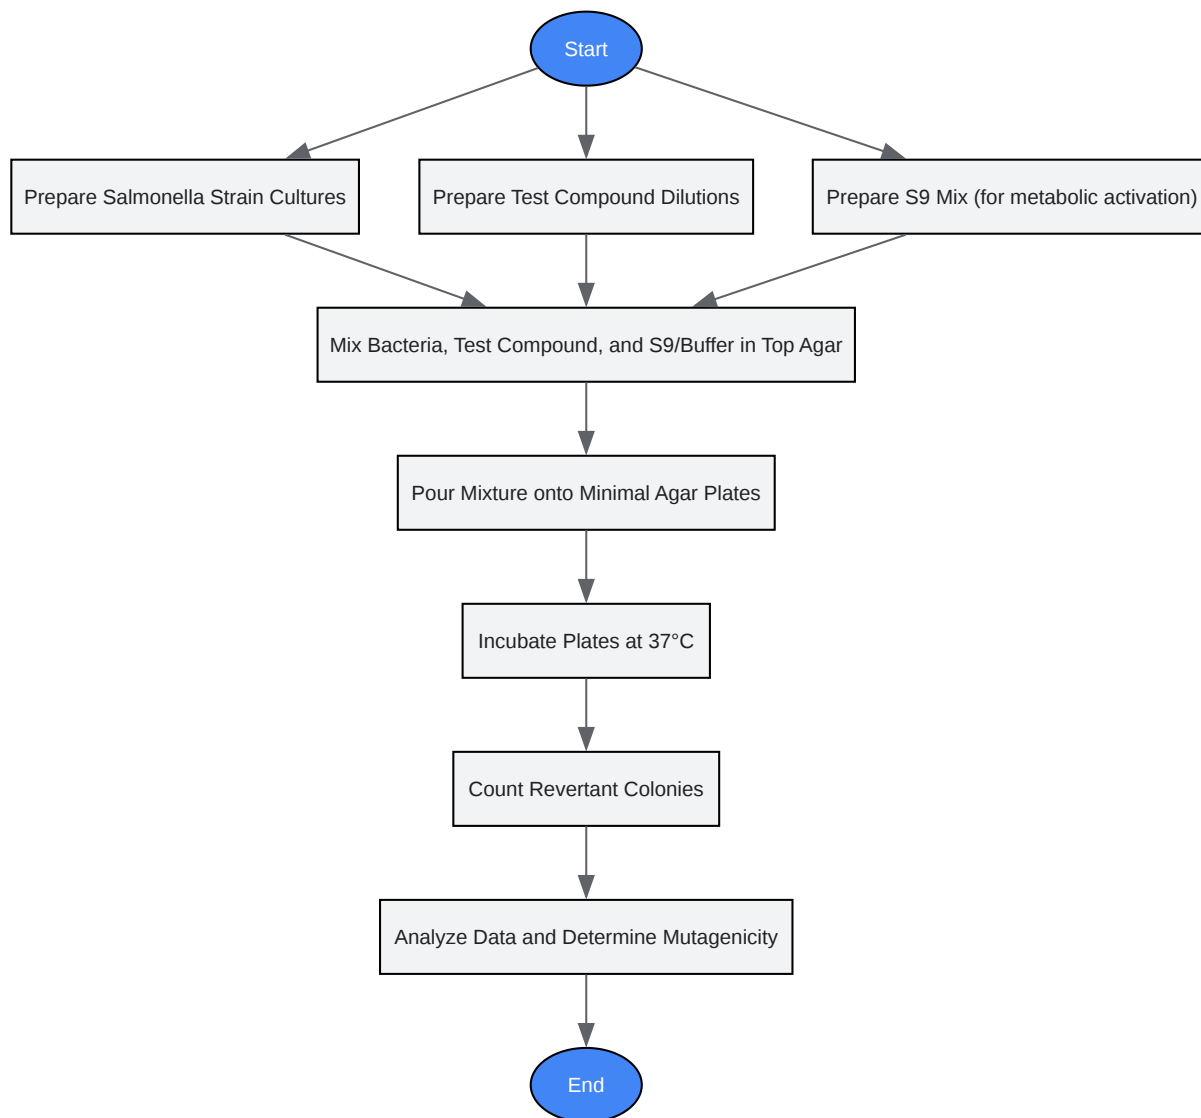 Start
Prepare Salmonella Strain Cultures
Prepare Test Compound Dilutions
Prepare S9 Mix (for metabolic activation)
Mix Bacteria, Test Compound, and S9/Buffer in Top Agar
Pour Mixture onto Minimal Agar Plates
Incubate Plates at 37°C
Count Revertant Colonies
Analyze Data and Determine Mutagenicity
End